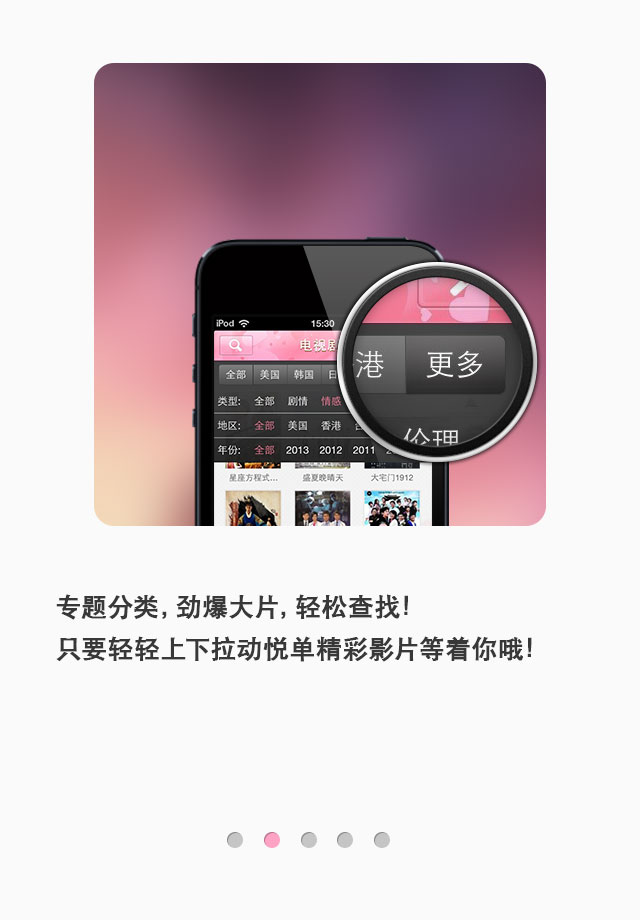 iPod 15:30
电视剧
港 更多
全部 美国 韩国
类型: 全部 剧情 情感
伦理
地区: 全部 美国 香港
年份: 全部 2013 2012 2011
星座方程式... 盛夏晚晴天 大宅门1912
专题分类, 劲爆大片, 轻松查找!
只要轻轻上下拉动悦单精彩影片等着你哦!